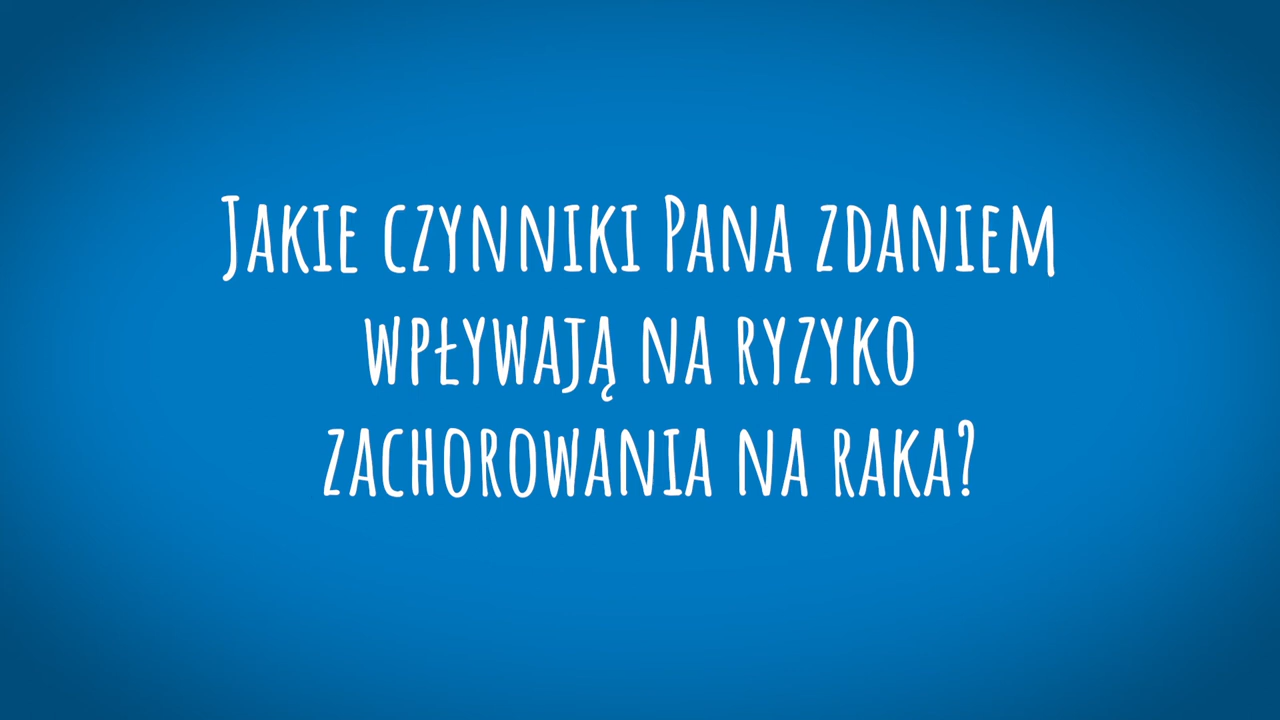 Jakie czynniki Pana zdaniem
wpływają na ryzyko
zachorowania na raka?